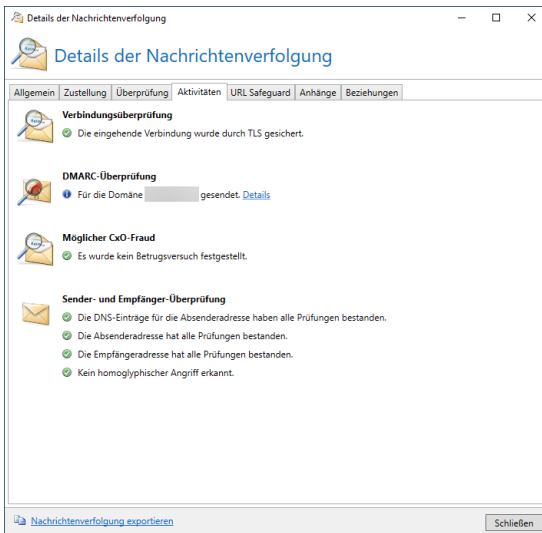 Details der Nachrichtenverfolgung
Details der Nachrichtenverfolgung
Allgemein Zustellung Überprüfung Aktivitäten URL Safeguard Anhänge Beziehungen
Verbindungsüberprüfung
Die eingehende Verbindung wurde durch TLS gesichert.
DMARC-Überprüfung
Für die Domäne gesendet. Details
Möglicher CxO-Fraud
Es wurde kein Betrugsversuch festgestellt.
Sender- und Empfänger-Überprüfung
Die DNS-Einträge für die Absenderadresse haben alle Prüfungen bestanden.
Die Absenderadresse hat alle Prüfungen bestanden.
Die Empfängeradresse hat alle Prüfungen bestanden.
Kein homoglyphischer Angriff erkannt.
Nachrichtenverfolgung exportieren
Schließen